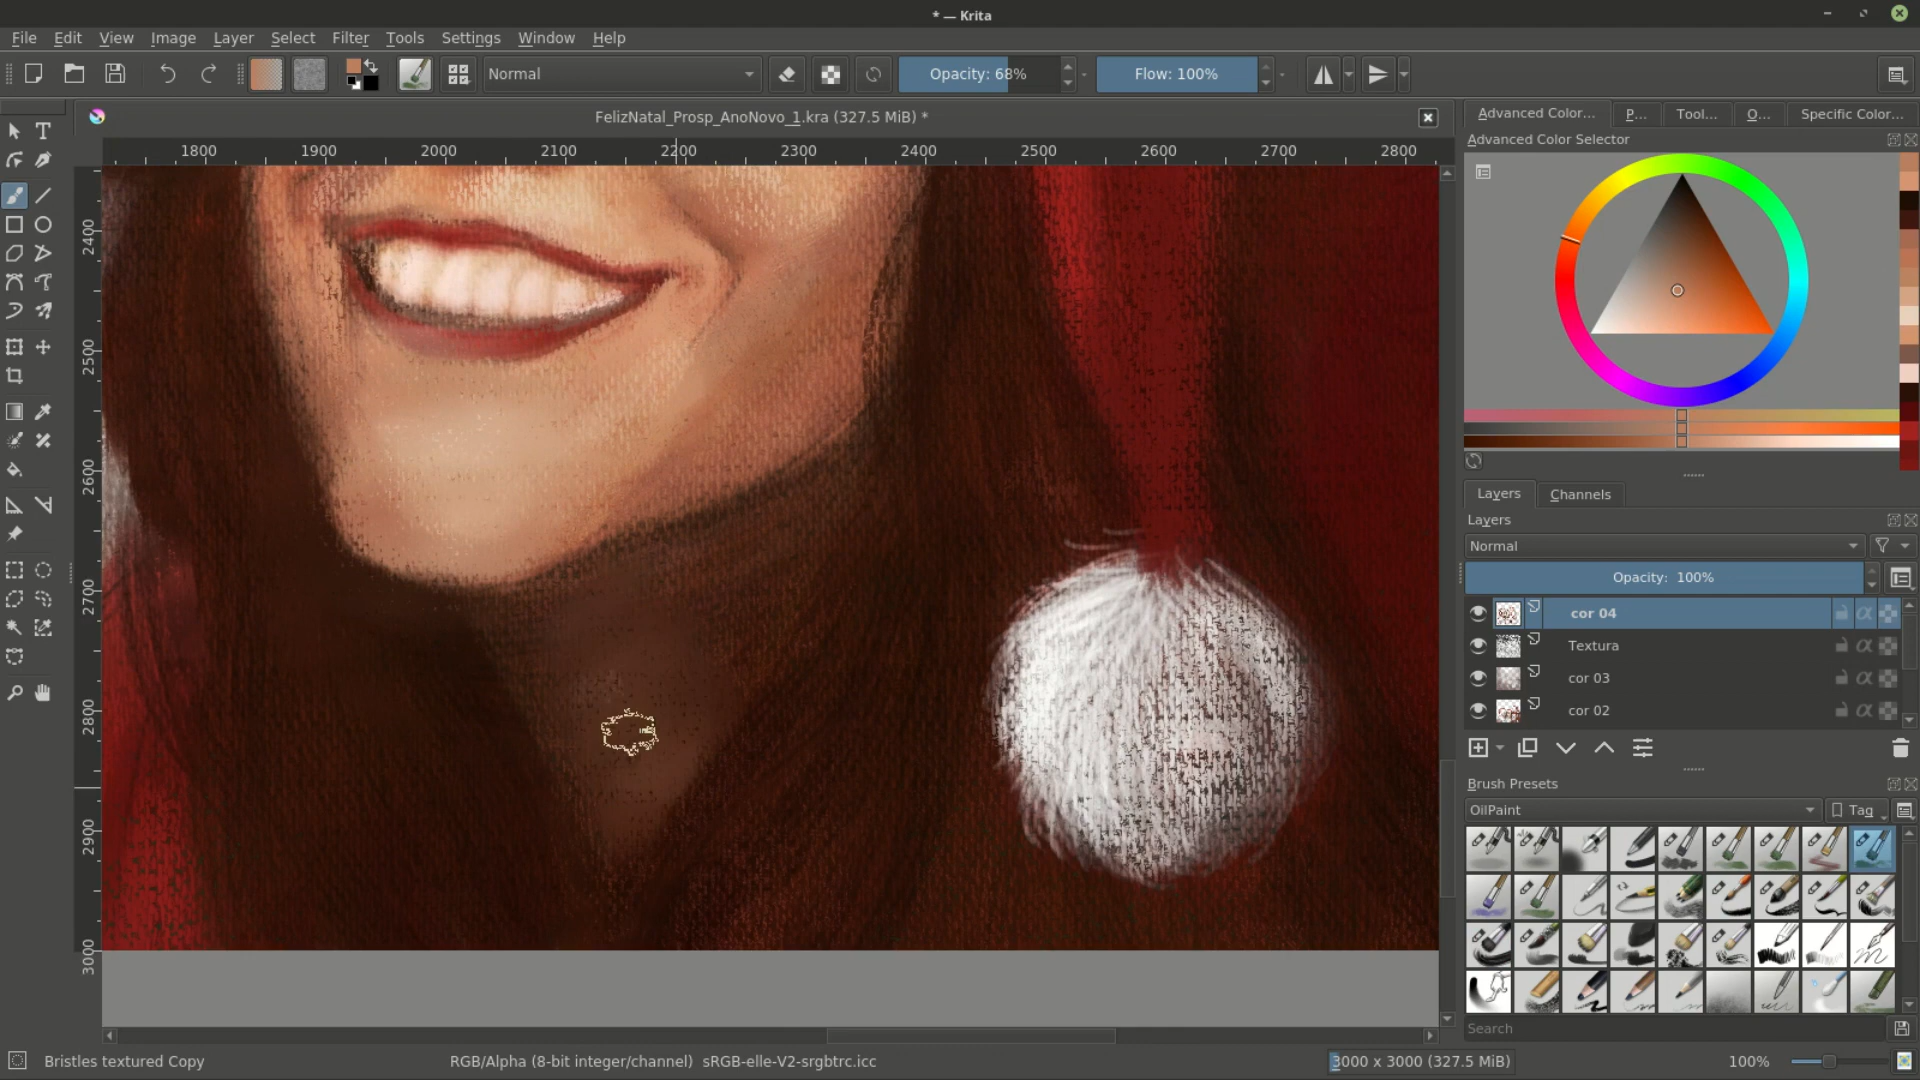 * — Krita
File Edit View Image Layer Select Filter Tools Settings Window Help
Normal Opacity: 68% Flow: 100%
FelizNatal_Prosp_AnoNovo_1.kra (327.5 MiB) *
Advanced Color... P... Tool... O... Specific Color...
Advanced Color Selector
1800 1900 2000 2100 2200 2300 2400 2500 2600 2700 2800
2400
2500
2600
2700
2800
2900
3000
Layers Channels
Layers
Normal
Opacity: 100%
cor 04
Textura
cor 03
cor 02
Brush Presets
OilPaint Tag
Search
Bristles textured Copy RGB/Alpha (8-bit integer/channel) sRGB-elle-V2-srgbtrc.icc 3000 x 3000 (327.5 MiB) 100%